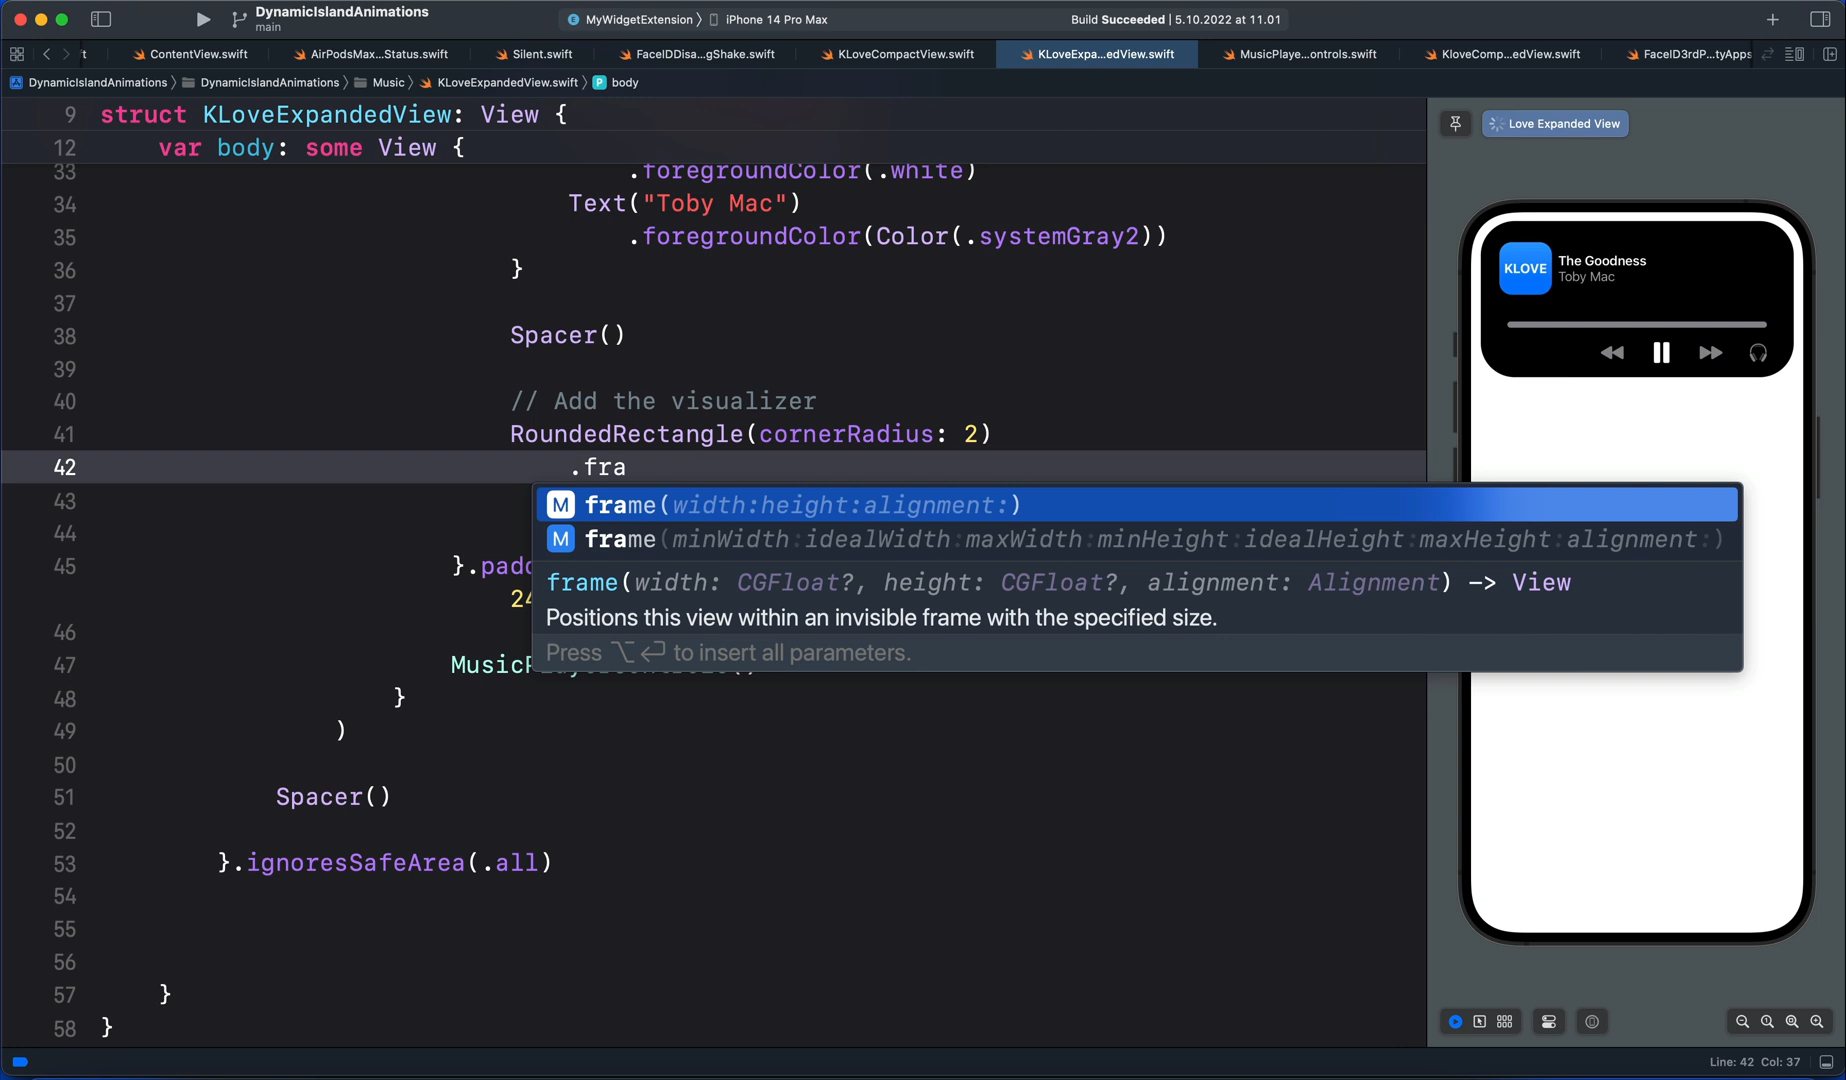 DynamicIslandAnimations
main
MyWidgetExtension 〉 iPhone 14 Pro Max
Build Succeeded | 5.10.2022 at 11.01
ft
ContentView.swift
AirPodsMax...Status.swift
Silent.swift
FaceIDDisa...gShake.swift
KLoveCompactView.swift
KLoveExpa...edView.swift
MusicPlaye...ontrols.swift
KloveComp...edView.swift
FaceID3rdP...tyApps
DynamicIslandAnimations 〉 DynamicIslandAnimations 〉 Music 〉 KLoveExpandedView.swift 〉 P body
9 struct KLoveExpandedView: View {
12 var body: some View {
33 .foregroundColor(.white)
34 Text("Toby Mac")
35 .foregroundColor(Color(.systemGray2))
36 }
37
38 Spacer()
39
40 // Add the visualizer
41 RoundedRectangle(cornerRadius: 2)
42 .fra
43
44
45 }.padd
24
46
47 MusicP
48 }
49 )
50
51 Spacer()
52
53 }.ignoresSafeArea(.all)
54
55
56
57 }
58 }
M frame(width:height:alignment:)
M frame(minWidth:idealWidth:maxWidth:minHeight:idealHeight:maxHeight:alignment:)
frame(width: CGFloat?, height: CGFloat?, alignment: Alignment) -> View
Positions this view within an invisible frame with the specified size.
Press ⌥↩ to insert all parameters.
Love Expanded View
KLOVE
The Goodness
Toby Mac
Line: 42 Col: 37